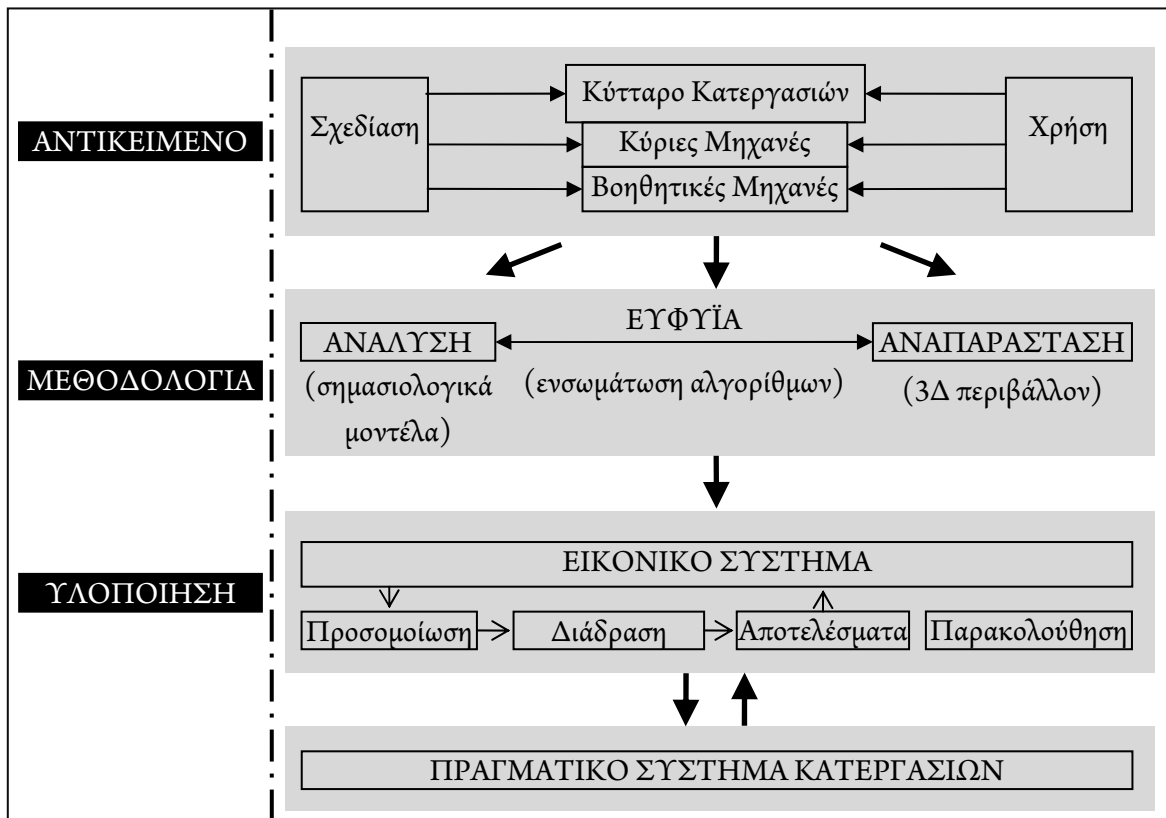 ΑΝΤΙΚΕΙΜΕΝΟ
Σχεδίαση
Κύτταρο Κατεργασιών
Κύριες Μηχανές
Βοηθητικές Μηχανές
Χρήση
ΜΕΘΟΔΟΛΟΓΙΑ
ΕΥΦΥΪΑ
ΑΝΑΛΥΣΗ
ΑΝΑΠΑΡΑΣΤΑΣΗ
(σημασιολογικά
μοντέλα)
(ενσωμάτωση αλγορίθμων)
(3Δ περιβάλλον)
ΥΛΟΠΟΙΗΣΗ
ΕΙΚΟΝΙΚΟ ΣΥΣΤΗΜΑ
Προσομοίωση
Διάδραση
Αποτελέσματα
Παρακολούθηση
ΠΡΑΓΜΑΤΙΚΟ ΣΥΣΤΗΜΑ ΚΑΤΕΡΓΑΣΙΩΝ